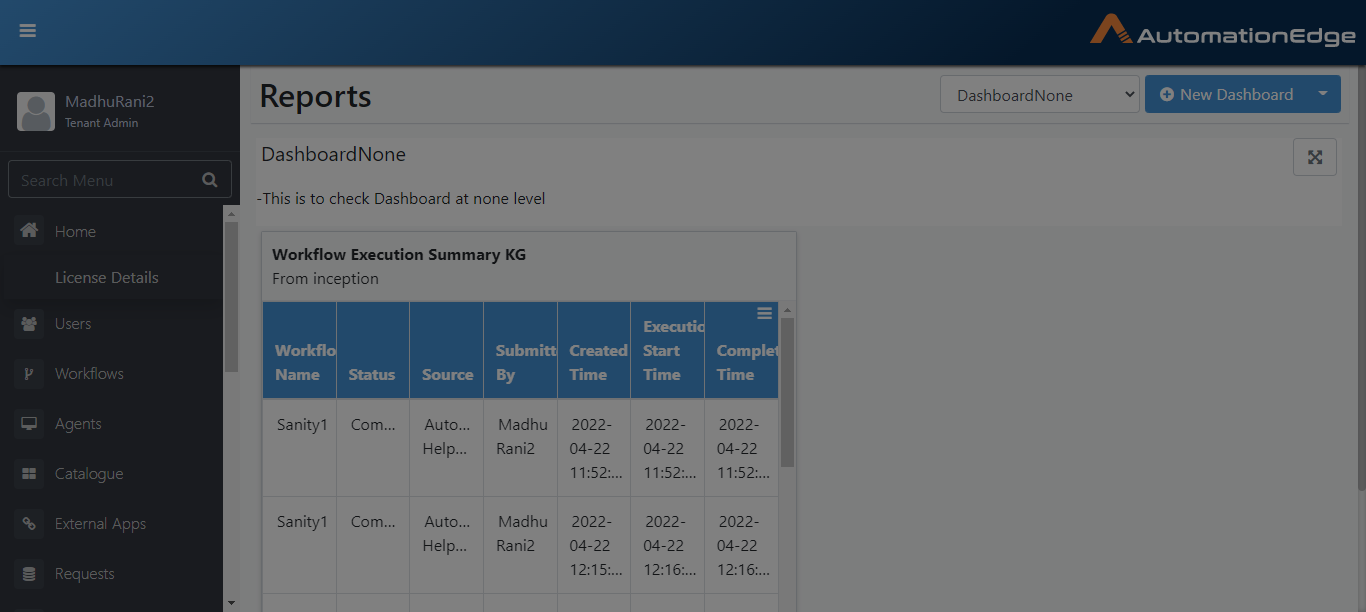 AutomationEdge
MadhuRani2
Tenant Admin
Search Menu
Home
License Details
Users
Workflows
Agents
Catalogue
External Apps
Requests
Reports
DashboardNone
New Dashboard
DashboardNone
-This is to check Dashboard at none level
Workflow Execution Summary KG
From inception
Workflo
Name
Status
Source
Submitt
By
Created
Time
Executio
Start
Time
Complet
Time
Sanity1
Com...
Auto...
Help...
Madhu
Rani2
2022-
04-22
11:52:...
2022-
04-22
11:52:...
2022-
04-22
11:52:...
Sanity1
Com...
Auto...
Help...
Madhu
Rani2
2022-
04-22
12:15:...
2022-
04-22
12:16:...
2022-
04-22
12:16:...